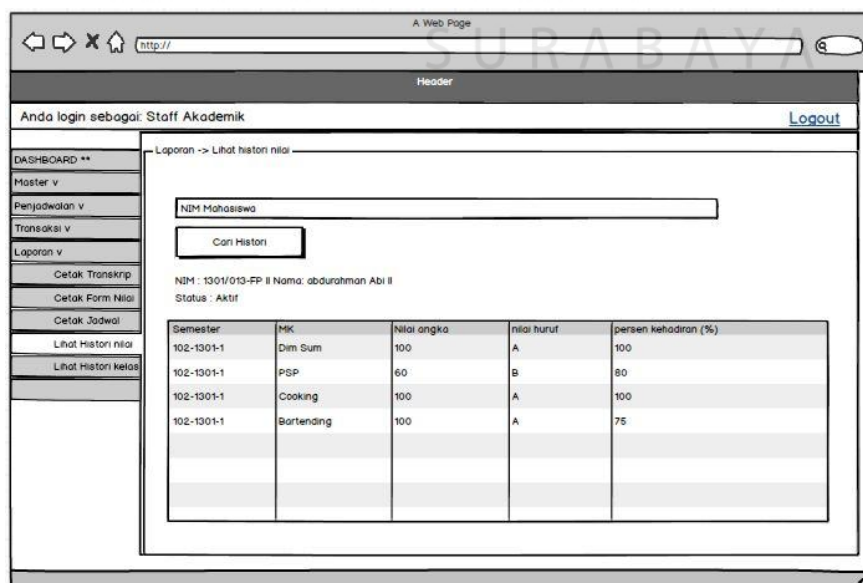 A Web Page
http://
SURABAYA
Header
Anda login sebagai: Staff Akademik
Logout
DASHBOARD **
Master v
Penjadwalan v
Transaksi v
Laporan v
Cetak Transkrip
Cetak Form Nilai
Cetak Jadwal
Lihat Histori nilai
Lihat Histori kelas
Laporan -> Lihat histori nilai
NIM Mahasiswa
Cari Histori
NIM : 1301/013-FP II Nama: abdurahman Abi II
Status : Aktif
Semester MK Nilai angka nilai huruf persen kehadiran (%)
102-1301-1 Dim Sum 100 A 100
102-1301-1 PSP 60 B 80
102-1301-1 Cooking 100 A 100
102-1301-1 Bartending 100 A 75